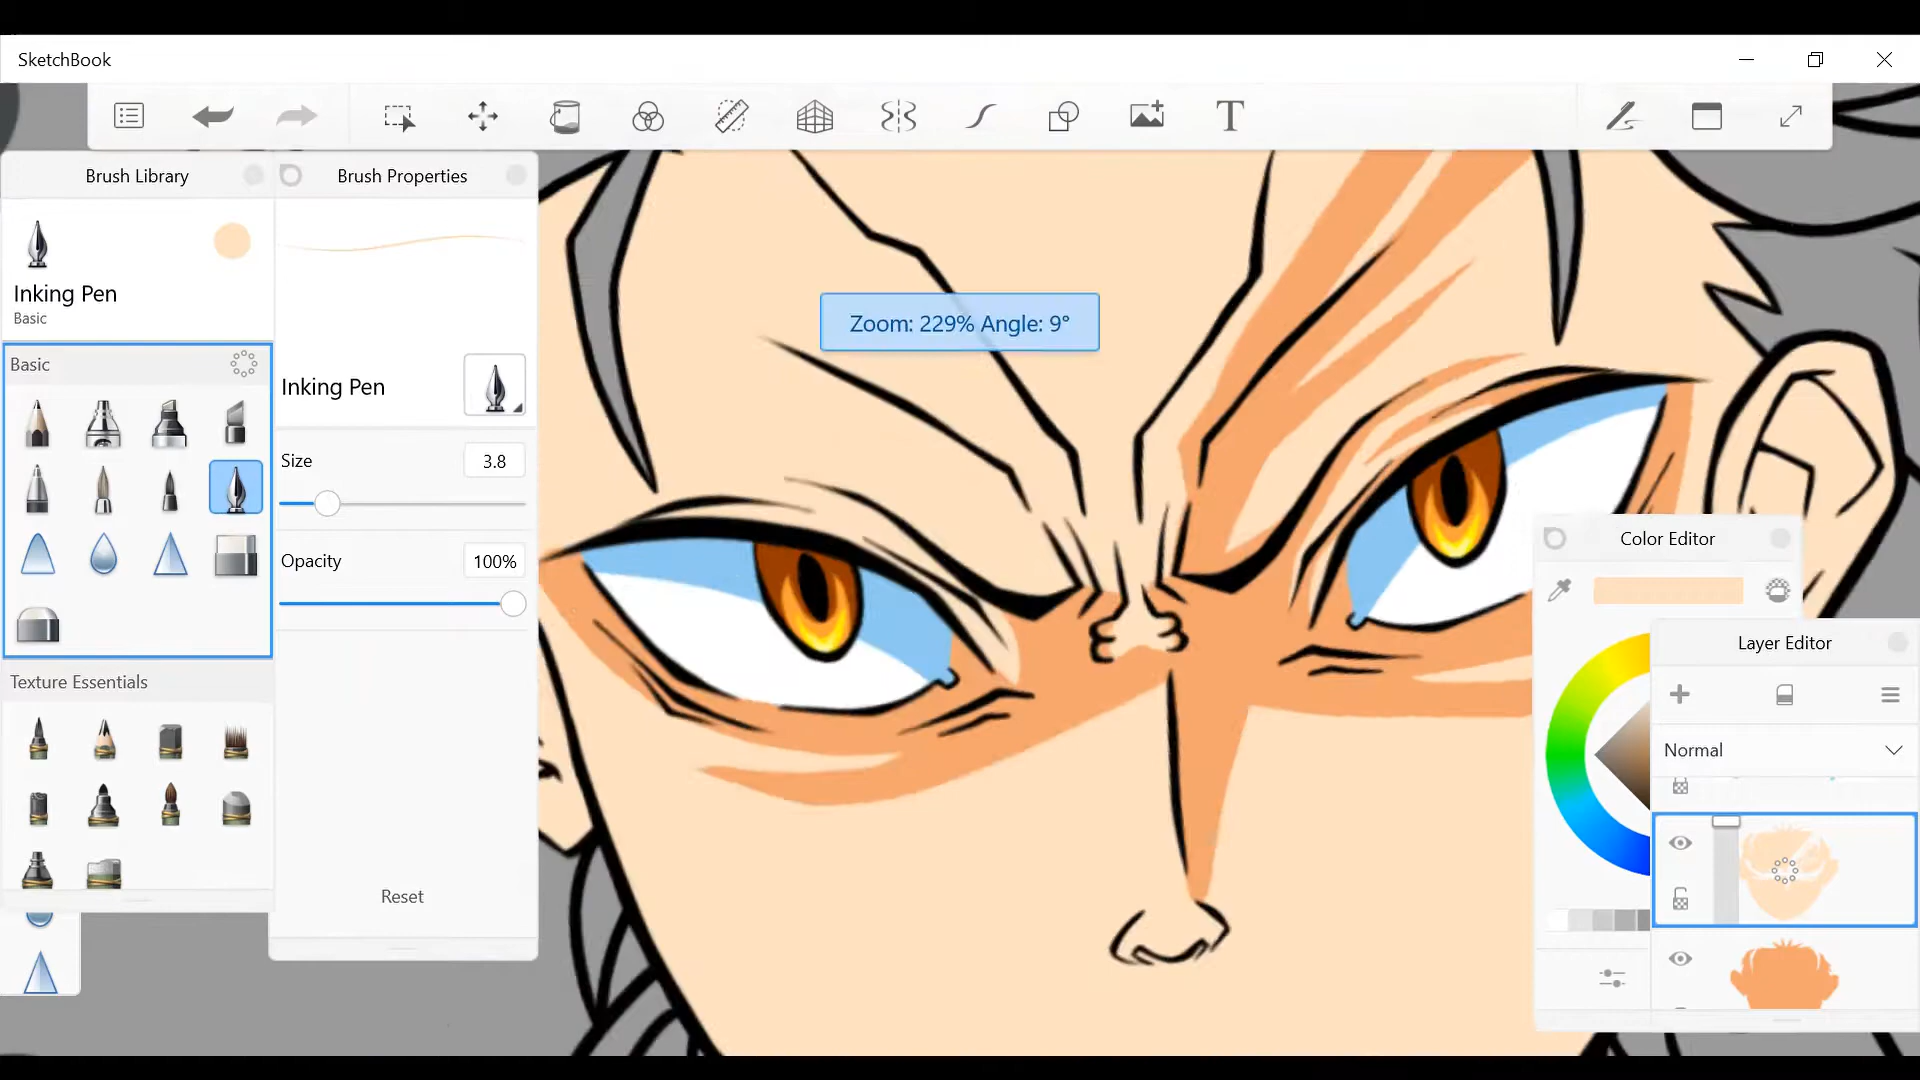 SketchBook
T
Brush Library
Brush Properties
Inking Pen
Basic
Zoom: 229% Angle: 9°
Basic
Inking Pen
Size
3.8
Opacity
100%
Color Editor
Layer Editor
Texture Essentials
Normal
Reset